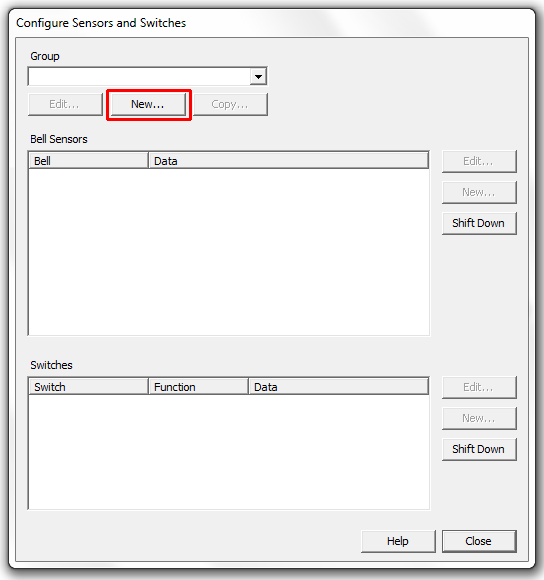 Configure Sensors and Switches
Group
Edit... New... Copy...
Bell Sensors
Bell Data
Edit...
New...
Shift Down
Switches
Switch Function Data
Edit...
New...
Shift Down
Help Close